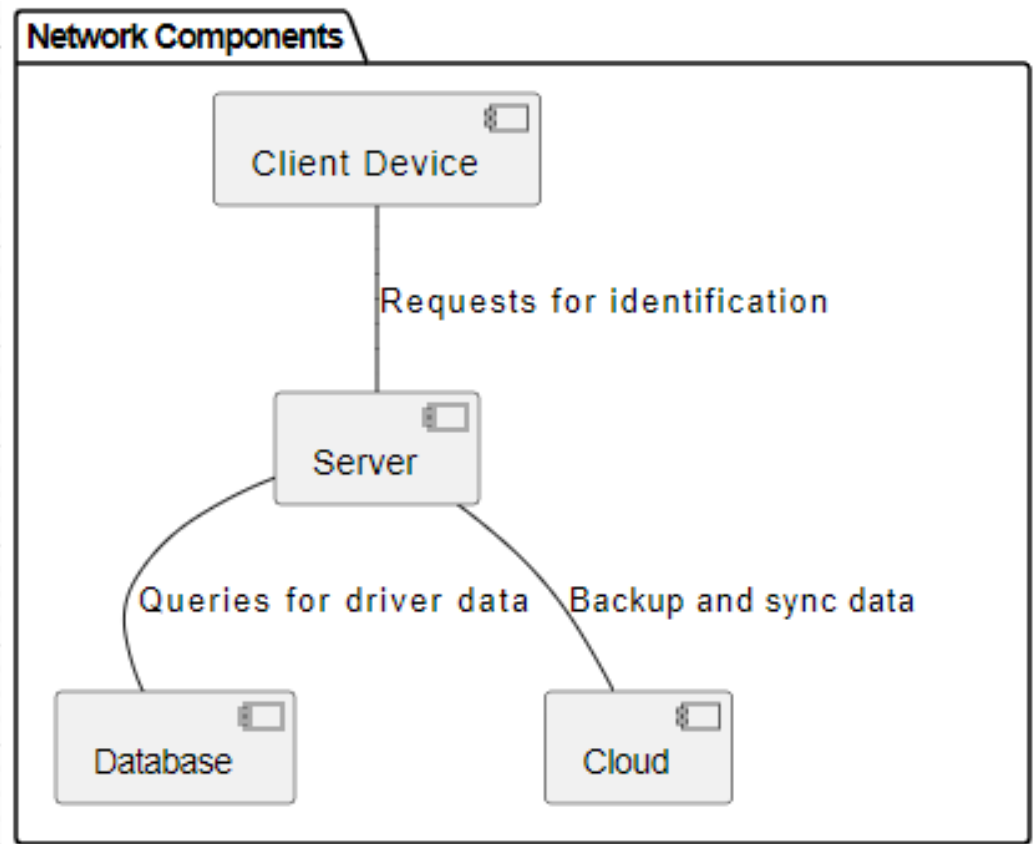 Network Components
Client Device
Requests for identification
Server
Queries for driver data
Backup and sync data
Database
Cloud